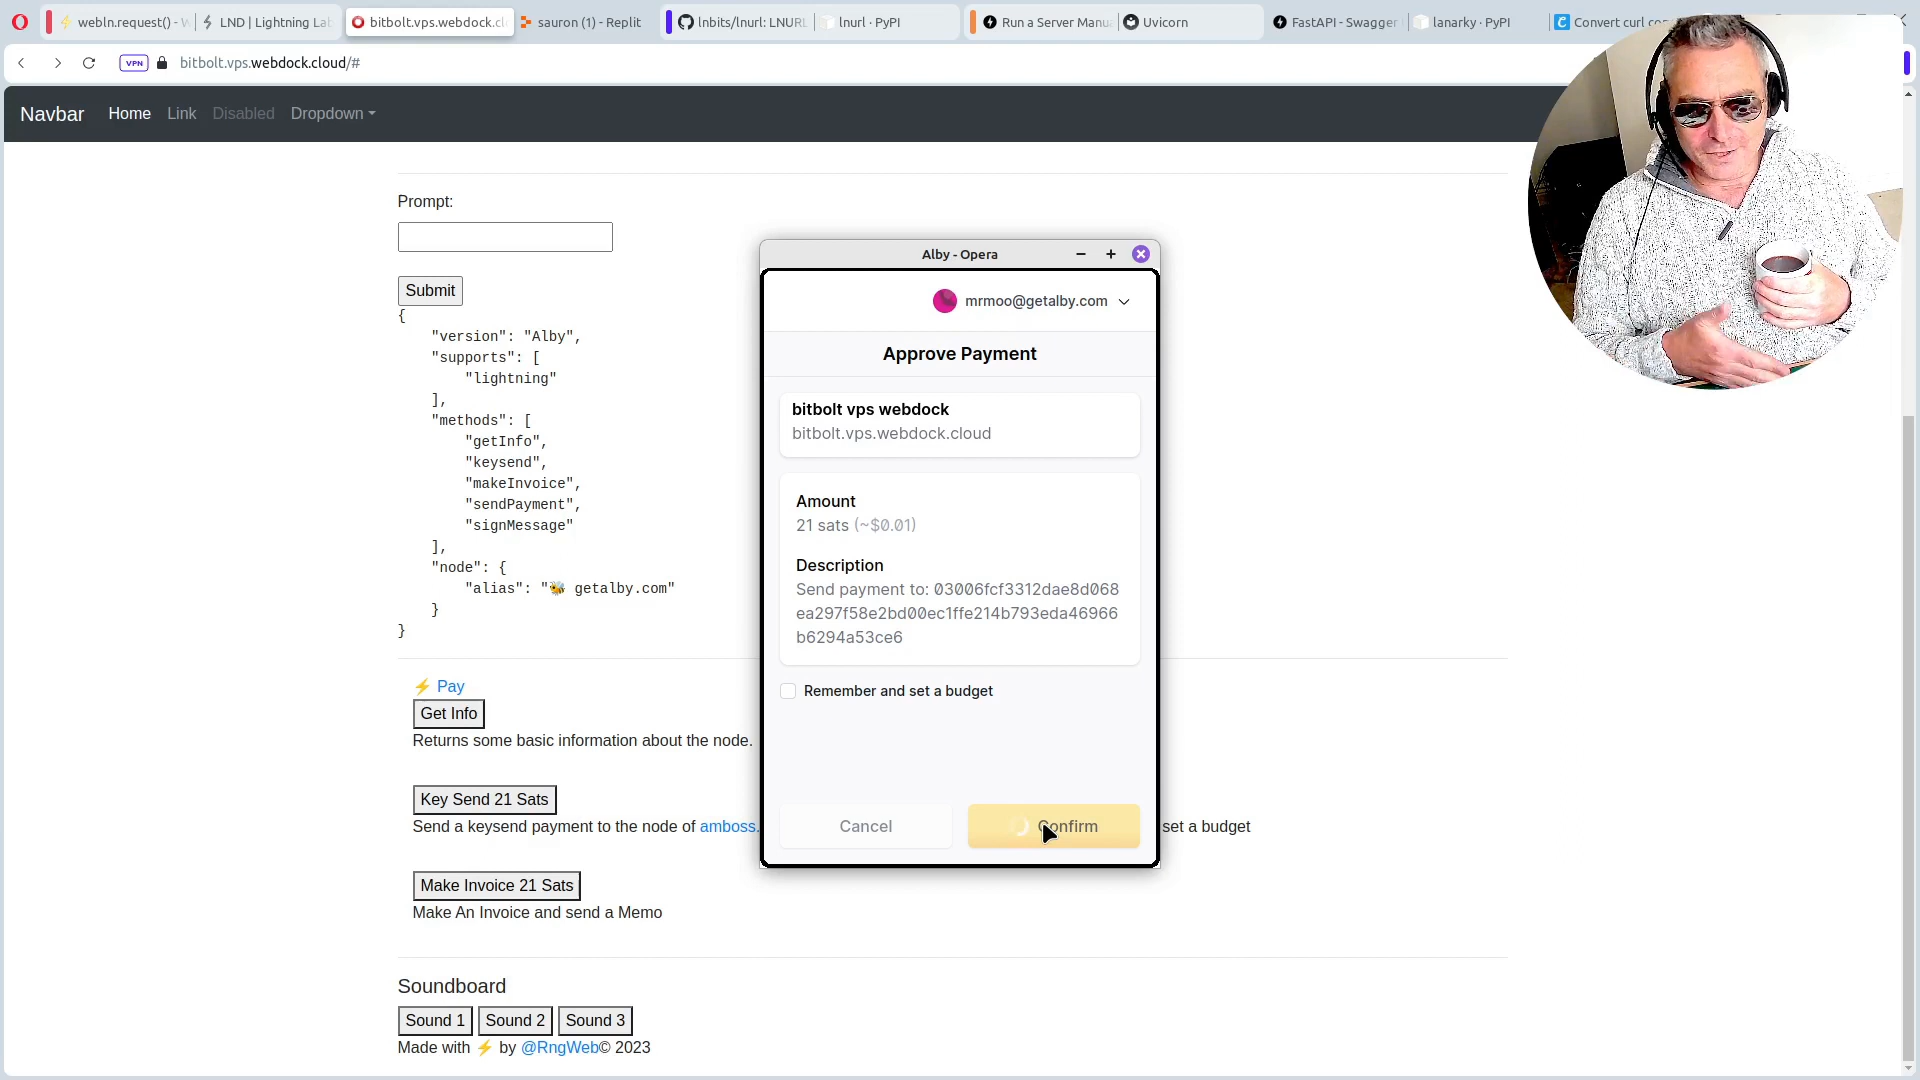 webln.request() - W
LND | Lightning La
bitbolt.vps.webdock.cl
sauron (1) - Replit
lnbits/lnurl: LNURL
lnurl · PyPI
Run a Server Manua
Uvicorn
FastAPI - Swagger
lanarky · PyPI
Convert curl co
VPN
bitbolt.vps.webdock.cloud/#
Navbar
Home
Link
Disabled
Dropdown
Prompt:
Submit
{
"version": "Alby",
"supports": [
"lightning"
],
"methods": [
"getInfo",
"keysend",
"makeInvoice",
"sendPayment",
"signMessage"
],
"node": {
"alias": "🐝 getalby.com"
}
}
⚡ Pay
Get Info
Returns some basic information about the node.
Key Send 21 Sats
Send a keysend payment to the node of amboss.
set a budget
Make Invoice 21 Sats
Make An Invoice and send a Memo
Soundboard
Sound 1
Sound 2
Sound 3
Made with ⚡ by @RngWeb© 2023
Alby - Opera
mrmoo@getalby.com
Approve Payment
bitbolt vps webdock
bitbolt.vps.webdock.cloud
Amount
21 sats (~$0.01)
Description
Send payment to: 03006fcf3312dae8d068
ea297f58e2bd00ec1ffe214b793eda46966
b6294a53ce6
Remember and set a budget
Cancel
Confirm